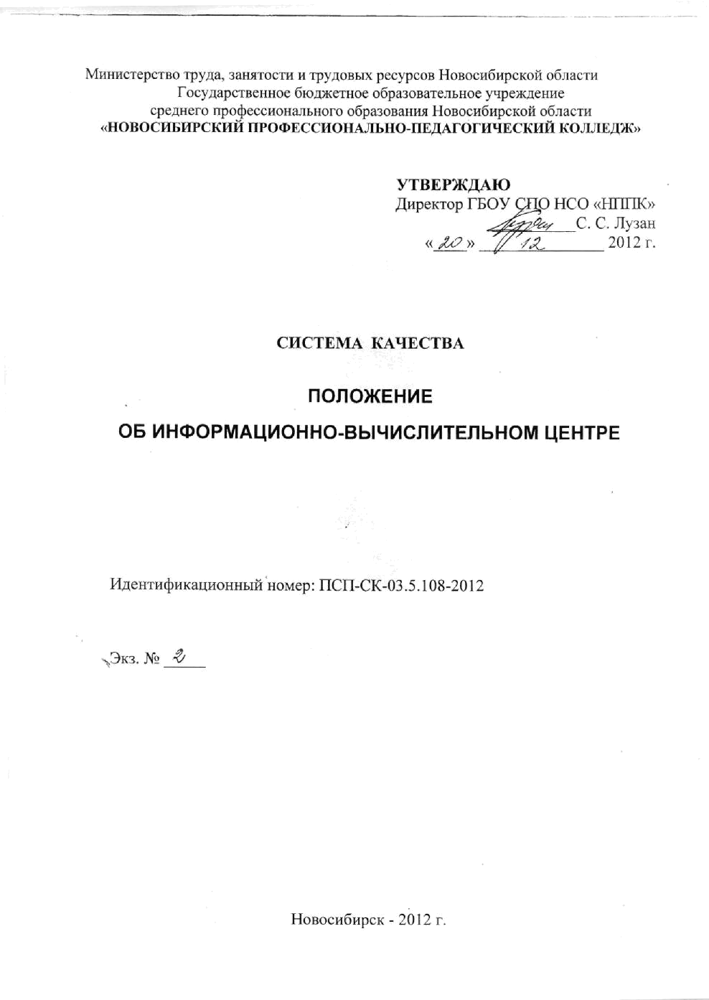 Министерство труда, занятости и трудовых ресурсов Новосибирской области
Государственное бюджетное образовательное учреждение
среднего профессионального образования Новосибирской области
«НОВОСИБИРСКИЙ ПРОФЕССИОНАЛЬНО-ПЕДАГОГИЧЕСКИЙ КОЛЛЕДЖ»
УТВЕРЖДАЮ
Директор ГБОУ СПО НСО «НППК»
С. С. Лузан
«20» 12 2012 г.
СИСТЕМА КАЧЕСТВА
ПОЛОЖЕНИЕ
ОБ ИНФОРМАЦИОННО-ВЫЧИСЛИТЕЛЬНОМ ЦЕНТРЕ
Идентификационный номер: ПСП-СК-03.5.108-2012
Экз. № 2
Новосибирск - 2012 г.